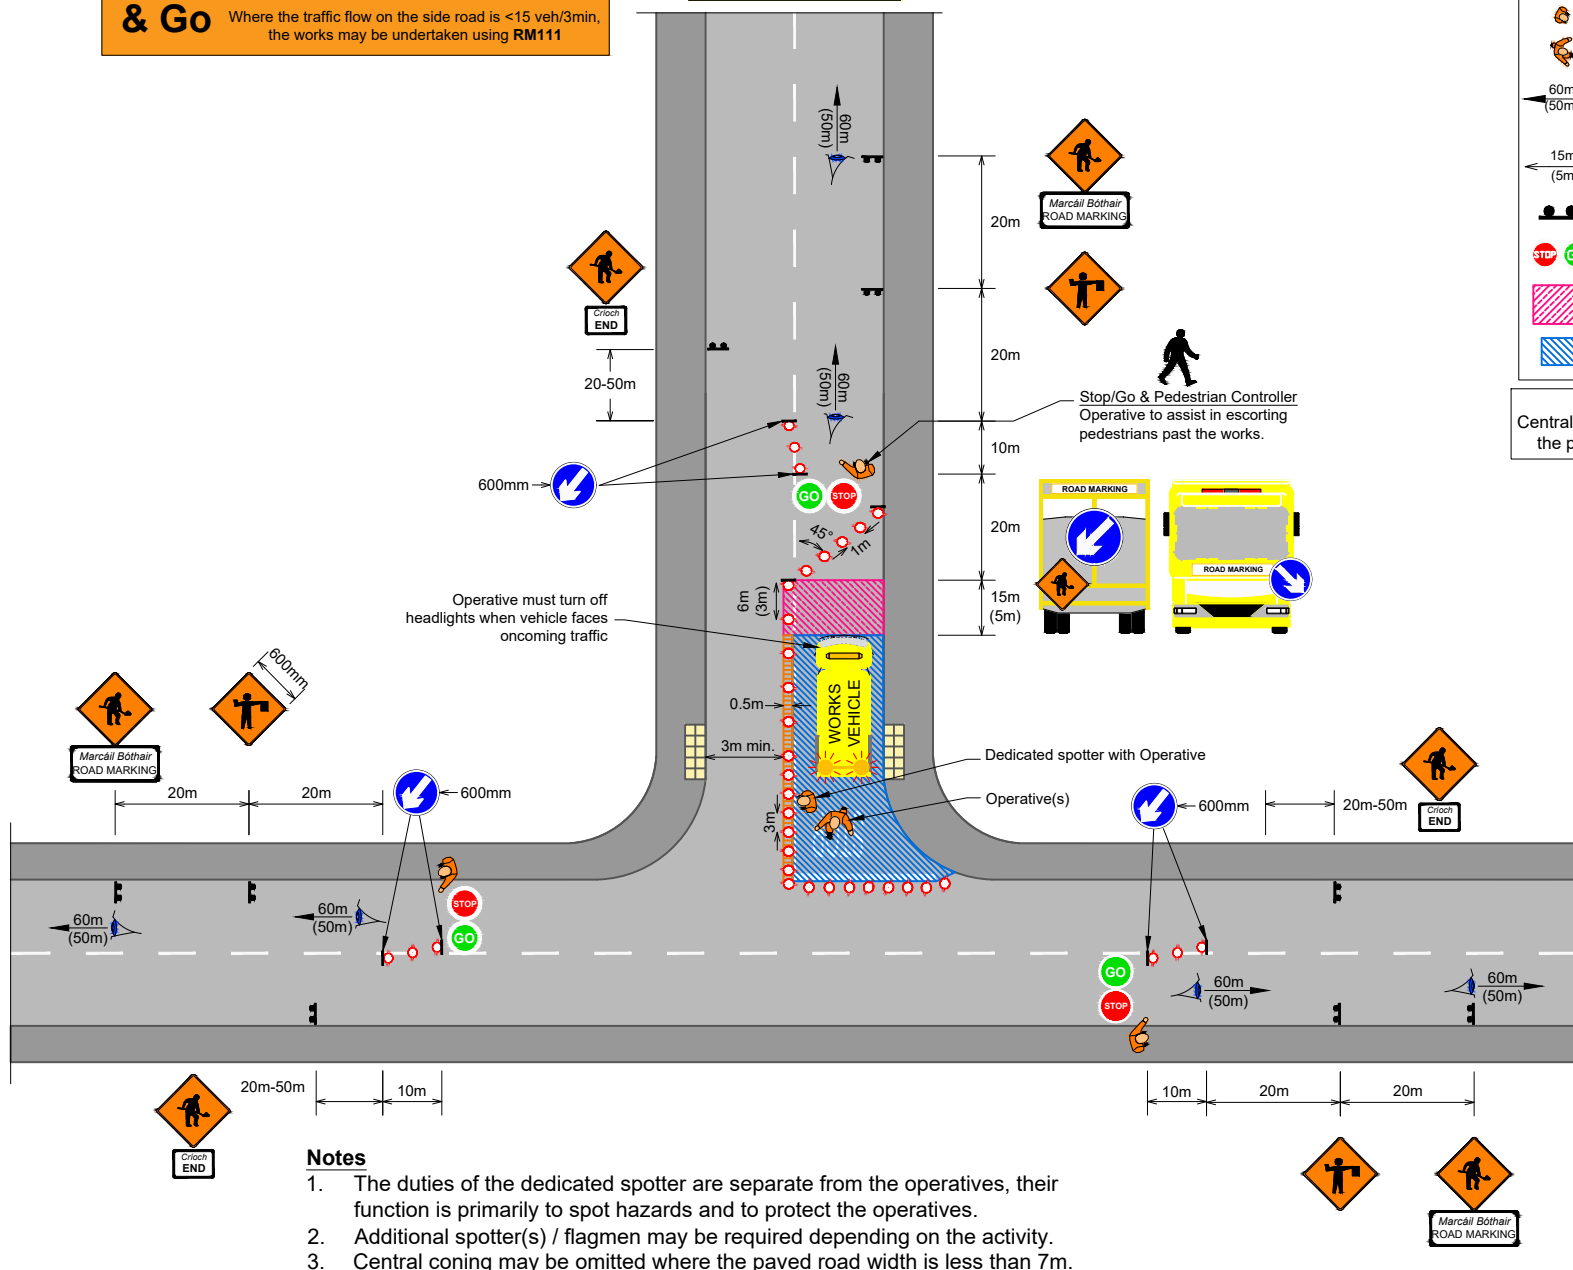 & Go
Where the traffic flow on the side road is <15 veh/3min,
the works may be undertaken using RM111
60m
(50m)
60m
(50m
15m
(5m
STOP
Central
the p
20m
Marcáil Bóthair
ROAD MARKING
Críoch
END
20-50m
60m
(50m)
20m
Stop/Go & Pedestrian Controller
Operative to assist in escorting
pedestrians past the works.
10m
600mm
GO
STOP
20m
45°
1m
ROAD MARKING
ROAD MARKING
6m
(3m)
15m
(5m)
Operative must turn off
headlights when vehicle faces
oncoming traffic
600mm
WORKS
VEHICLE
0.5m
3m min.
Marcáil Bóthair
ROAD MARKING
20m
20m
600mm
Dedicated spotter with Operative
Operative(s)
3m
600mm
20m-50m
Críoch
END
60m
(50m)
60m
(50m)
STOP
GO
GO
STOP
60m
(50m)
60m
(50m)
20m-50m
10m
10m
20m
20m
Críoch
END
Marcáil Bóthair
ROAD MARKING
Notes
1. The duties of the dedicated spotter are separate from the operatives, their
function is primarily to spot hazards and to protect the operatives.
2. Additional spotter(s) / flagmen may be required depending on the activity.
3. Central coning may be omitted where the paved road width is less than 7m.